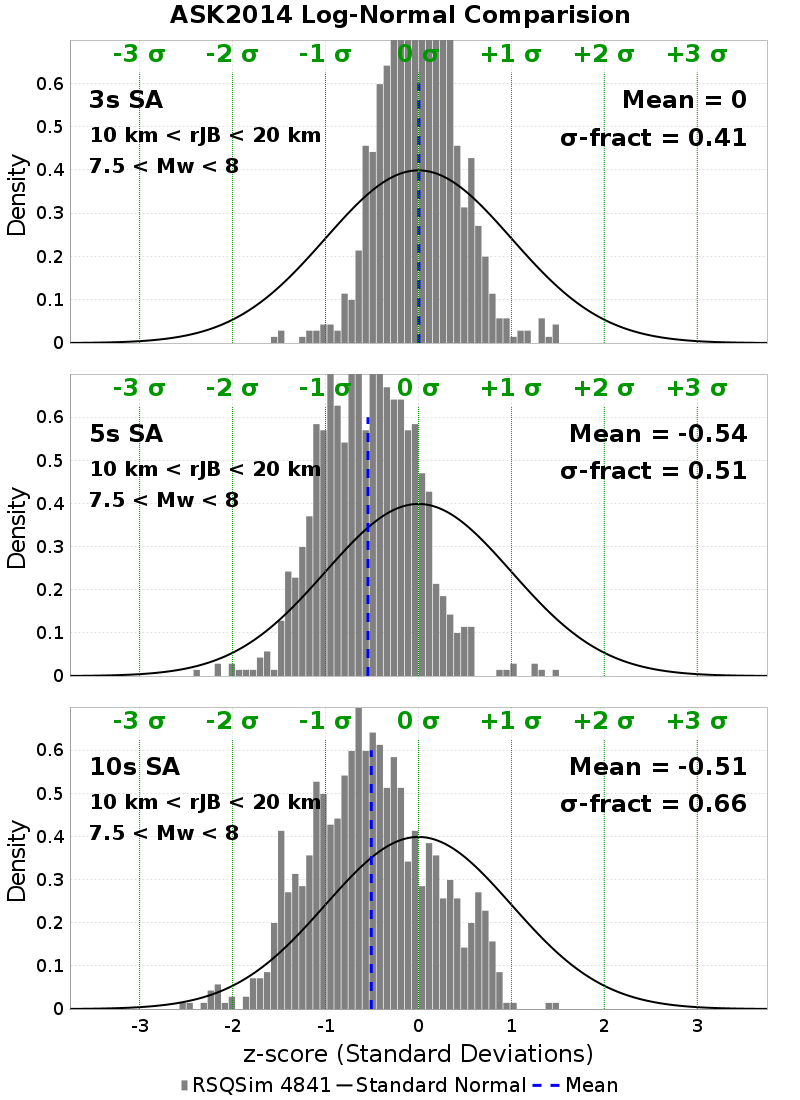 ASK2014 Log-Normal Comparision
-3 σ -2 σ -1 σ 0 σ +1 σ +2 σ +3 σ
0.6
3s SA Mean = 0
0.5
10 km < rJB < 20 km σ-fract = 0.41
7.5 < Mw < 8
0.4
0.3
0.2
0.1
0
Density
-3 σ -2 σ -1 σ 0 σ +1 σ +2 σ +3 σ
0.6
5s SA Mean = -0.54
0.5
10 km < rJB < 20 km σ-fract = 0.51
7.5 < Mw < 8
0.4
0.3
0.2
0.1
0
Density
-3 σ -2 σ -1 σ 0 σ +1 σ +2 σ +3 σ
0.6
10s SA Mean = -0.51
0.5
10 km < rJB < 20 km σ-fract = 0.66
7.5 < Mw < 8
0.4
0.3
0.2
0.1
0
Density
-3 -2 -1 0 1 2 3
z-score (Standard Deviations)
RSQSim 4841 Standard Normal Mean